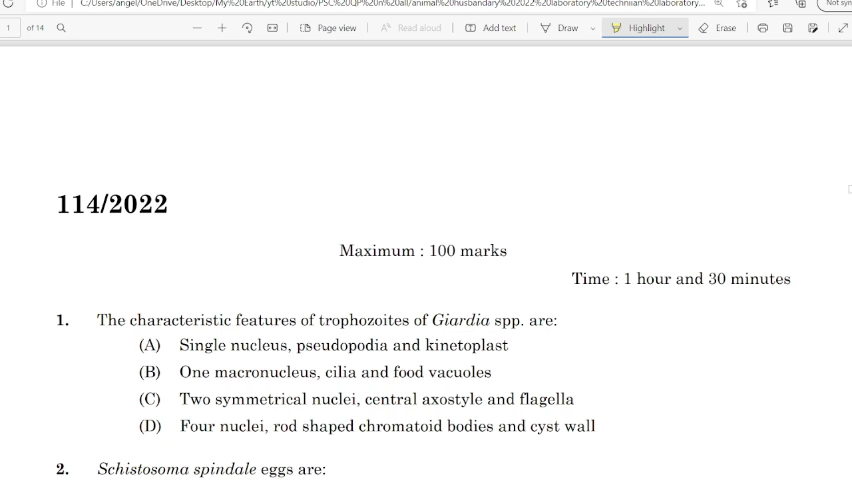 File | C:/Users/angel/OneDrive/Desktop/My%20Earth/yt%20studio/PSC%20QP%20n%20all/animal%20husbandary%202022%20laboratory%20techniian%20laboratory... Not syn
1 of 14 Page view Read aloud Add text Draw Highlight Erase
114/2022
Maximum : 100 marks
Time : 1 hour and 30 minutes
1. The characteristic features of trophozoites of Giardia spp. are:
(A) Single nucleus, pseudopodia and kinetoplast
(B) One macronucleus, cilia and food vacuoles
(C) Two symmetrical nuclei, central axostyle and flagella
(D) Four nuclei, rod shaped chromatoid bodies and cyst wall
2. Schistosoma spindale eggs are: